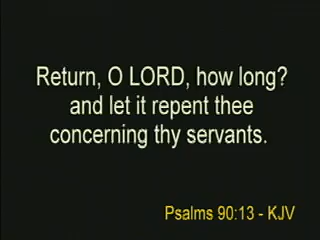 Return, O LORD, how long?
and let it repent thee
concerning thy servants.
Psalms 90:13 - KJV